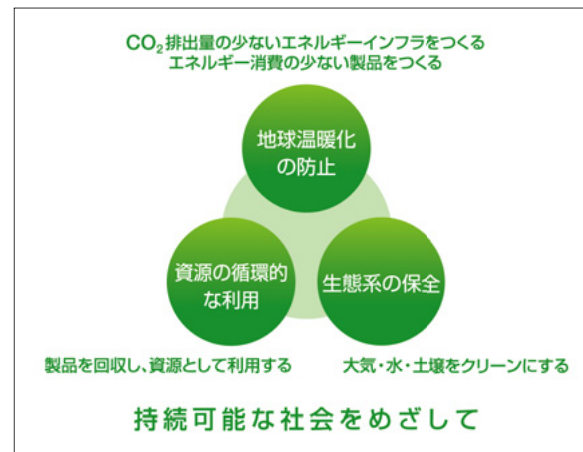 CO₂排出量の少ないエネルギーインフラをつくる
エネルギー消費の少ない製品をつくる
地球温暖化
の防止
資源の循環的
な利用
生態系の保全
製品を回収し、資源として利用する
大気・水・土壌をクリーンにする
持続可能な社会をめざして